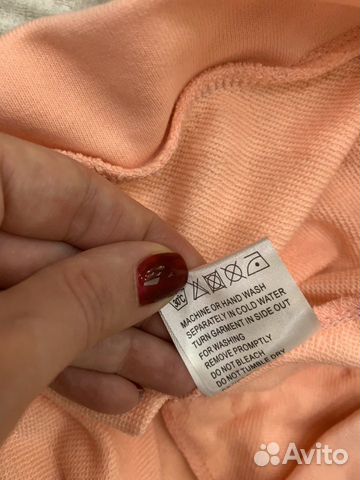 30°C
MACHINE OR HAND WASH
SEPARATELY IN COLD WATER
TURN GARMENT IN SIDE OUT
FOR WASHING
REMOVE PROMPTLY
DO NOT BLEACH
DO NOT TUMBLE DRY
Avito